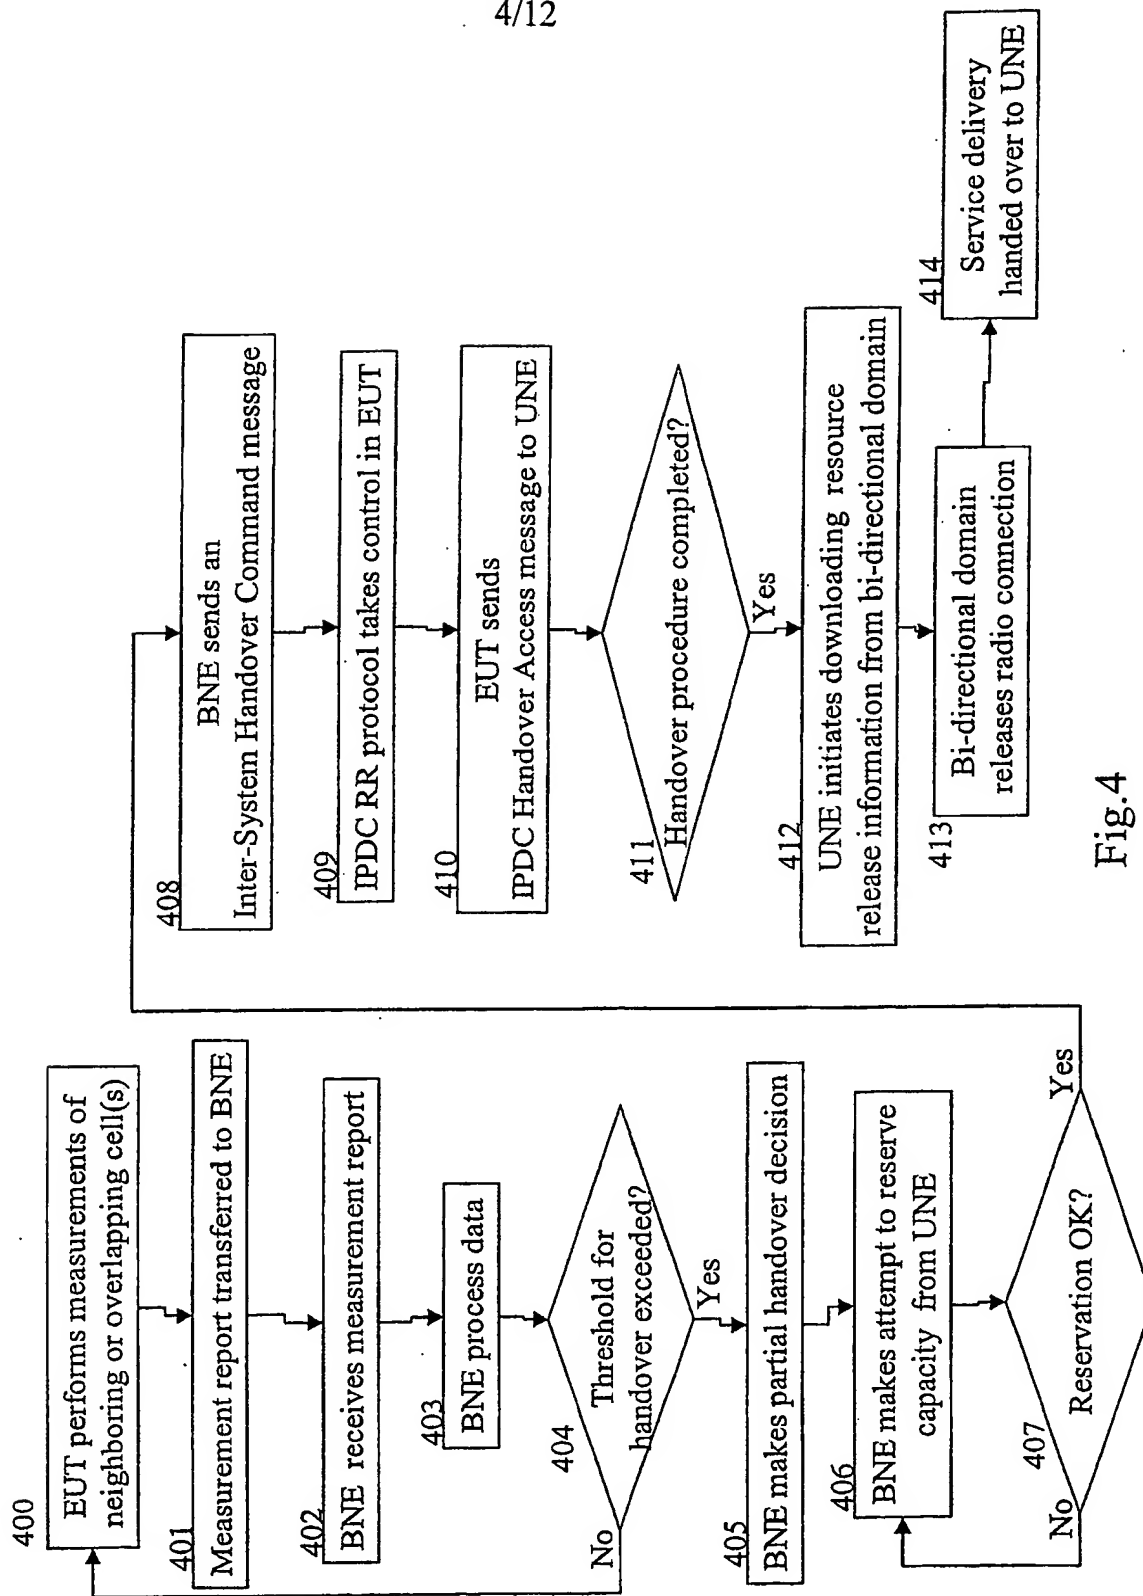 4/12
400
EUT performs measurements of
neighboring or overlapping cell(s)
401
Measurement report transferred to BNE
402
BNE receives measurement report
403
BNE process data
404
Threshold for
handover exceeded?
No
Yes
405
BNE makes partial handover decision
406
BNE makes attempt to reserve
capacity from UNE
407
Reservation OK?
No
Yes
408
BNE sends an
Inter-System Handover Command message
409
IPDC RR protocol takes control in EUT
410
EUT sends
IPDC Handover Access message to UNE
411
Handover procedure completed?
Yes
412
UNE initiates downloading resource
release information from bi-directional domain
413
Bi-directional domain
releases radio connection
414
Service delivery
handed over to UNE
Fig.4